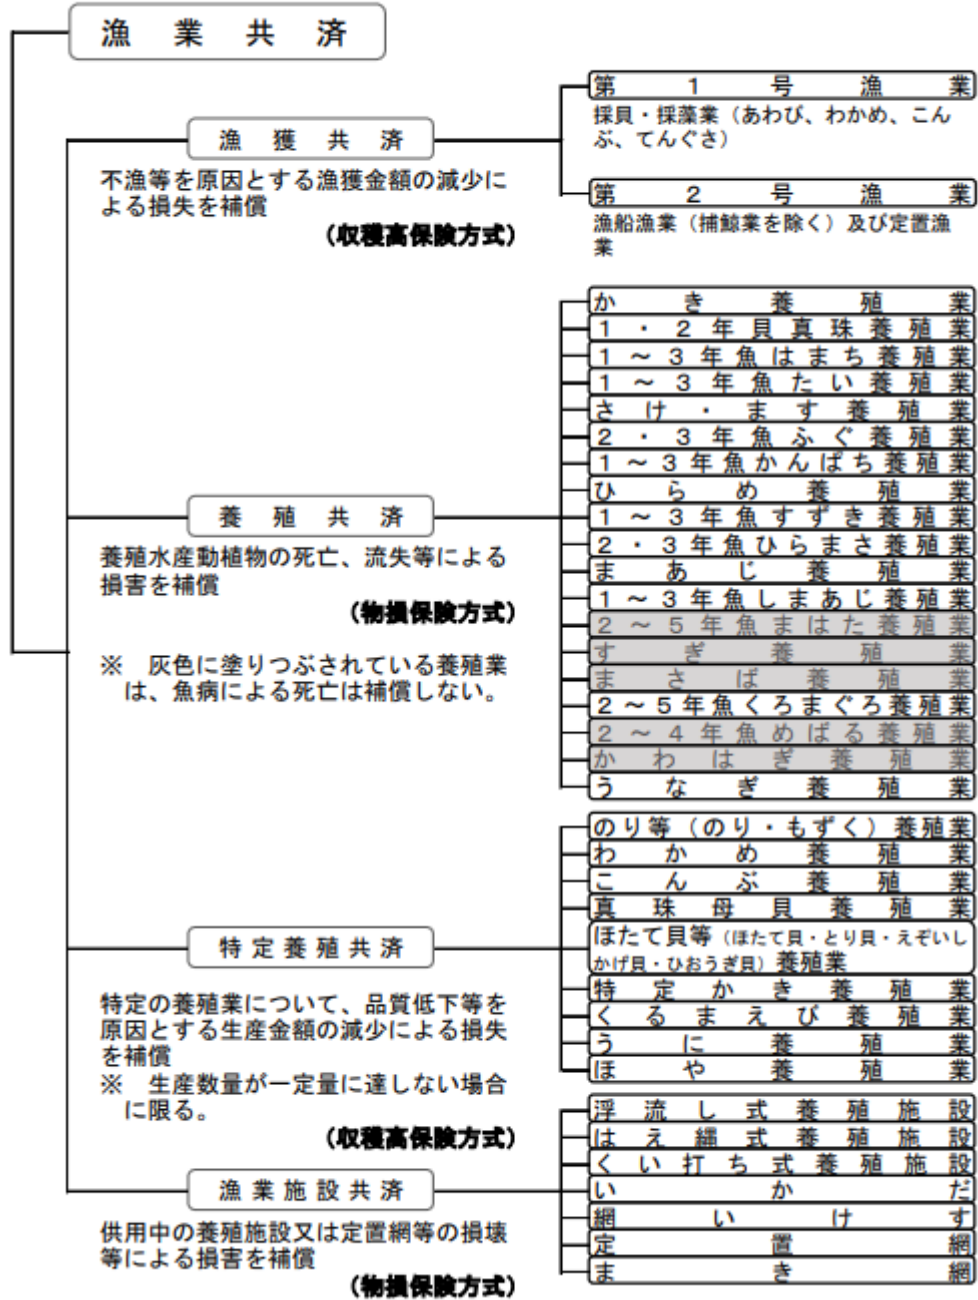 漁業共済
漁獲共済
不漁等を原因とする漁獲金額の減少に
よる損失を補償
（収穫高保険方式）
第1号漁業
採貝・採藻業（あわび、わかめ、こん
ぶ、てんぐさ）
第2号漁業
漁船漁業（捕鯨業を除く）及び定置漁
業
養殖共済
養殖水産動植物の死亡、流失等による
損害を補償
（物損保険方式）
※　灰色に塗りつぶされている養殖業
は、魚病による死亡は補償しない。
かき養殖業
1・2年貝真珠養殖業
1～3年魚はまち養殖業
1～3年魚たい養殖業
さけ・ます養殖業
2・3年魚ふぐ養殖業
1～3年魚かんぱち養殖業
ひらめ養殖業
1～3年魚すずき養殖業
2・3年魚ひらまさ養殖業
まあじ養殖業
1～3年魚しまあじ養殖業
2～5年魚まはた養殖業
すぎ養殖業
まさば養殖業
2～5年魚くろまぐろ養殖業
2～4年魚めばる養殖業
かわはぎ養殖業
うなぎ養殖業
特定養殖共済
特定の養殖業について、品質低下等を
原因とする生産金額の減少による損失
を補償
※　生産数量が一定量に達しない場合
に限る。
（収穫高保険方式）
のり等（のり・もずく）養殖業
わかめ養殖業
こんぶ養殖業
真珠母貝養殖業
ほたて貝等（ほたて貝・とり貝・えぞいし
かげ貝・ひおうぎ貝）養殖業
特定かき養殖業
くるまえび養殖業
うに養殖業
ほや養殖業
漁業施設共済
供用中の養殖施設又は定置網等の損壊
等による損害を補償
（物損保険方式）
浮流し式養殖施設
はえ縄式養殖施設
くい打ち式養殖施設
いかだ
網いけす
定置網
まき網